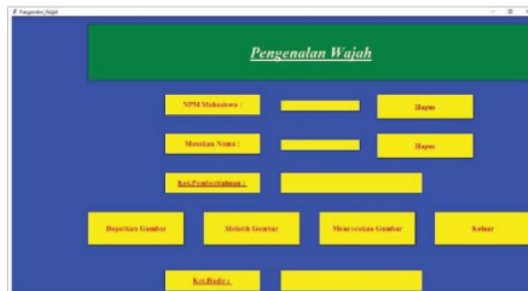 Pengenalan_Wajah
Pengenalan Wajah
NPM Mahasiswa : Hapus
Masukan Nama : Hapus
Ket.Pemberitahuan :
Dapatkan Gambar Melatih Gambar Mencocokan Gambar Keluar
Ket.Hadir :